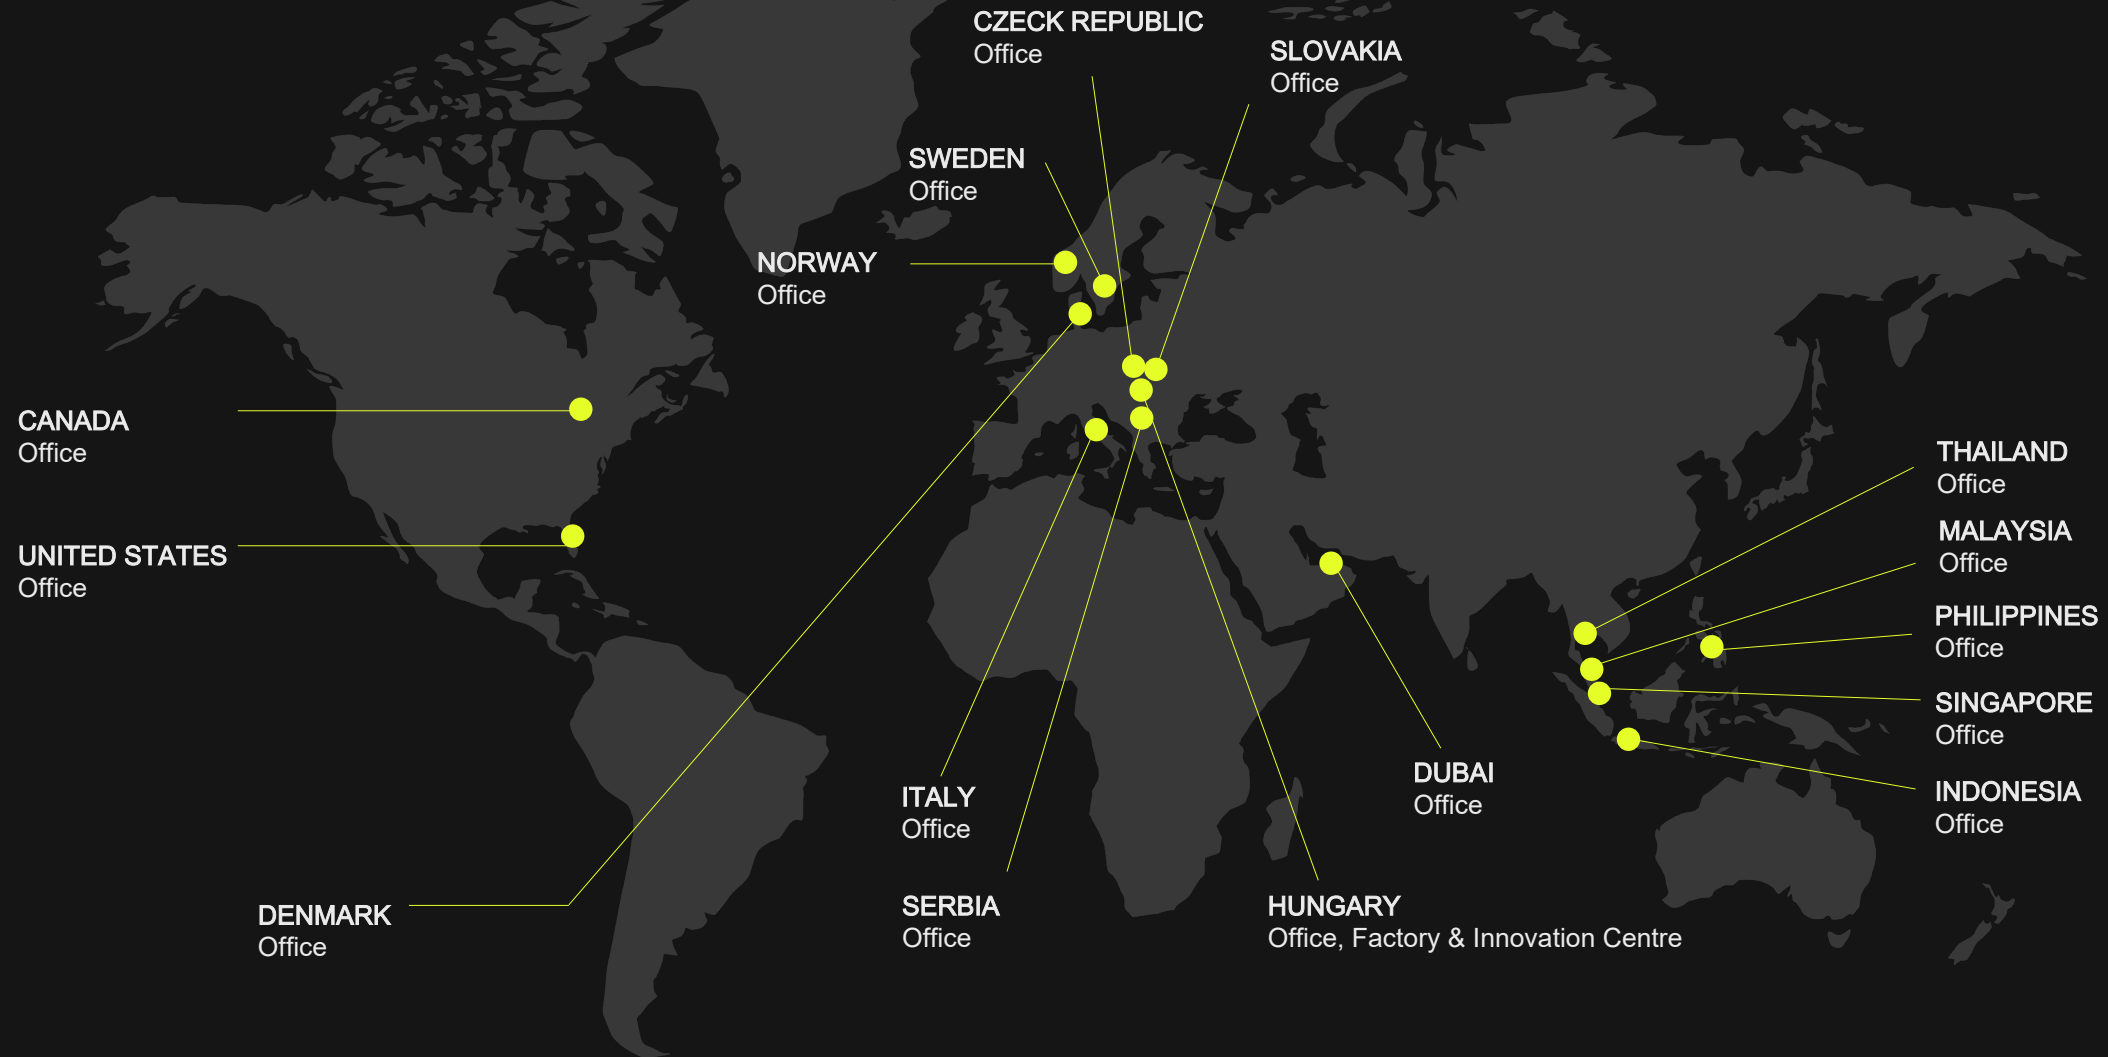 CZECK REPUBLIC
Office
SLOVAKIA
Office
SWEDEN
Office
NORWAY
Office
CANADA
Office
UNITED STATES
Office
THAILAND
Office
MALAYSIA
Office
PHILIPPINES
Office
SINGAPORE
Office
INDONESIA
Office
DUBAI
Office
ITALY
Office
DENMARK
Office
SERBIA
Office
HUNGARY
Office, Factory & Innovation Centre